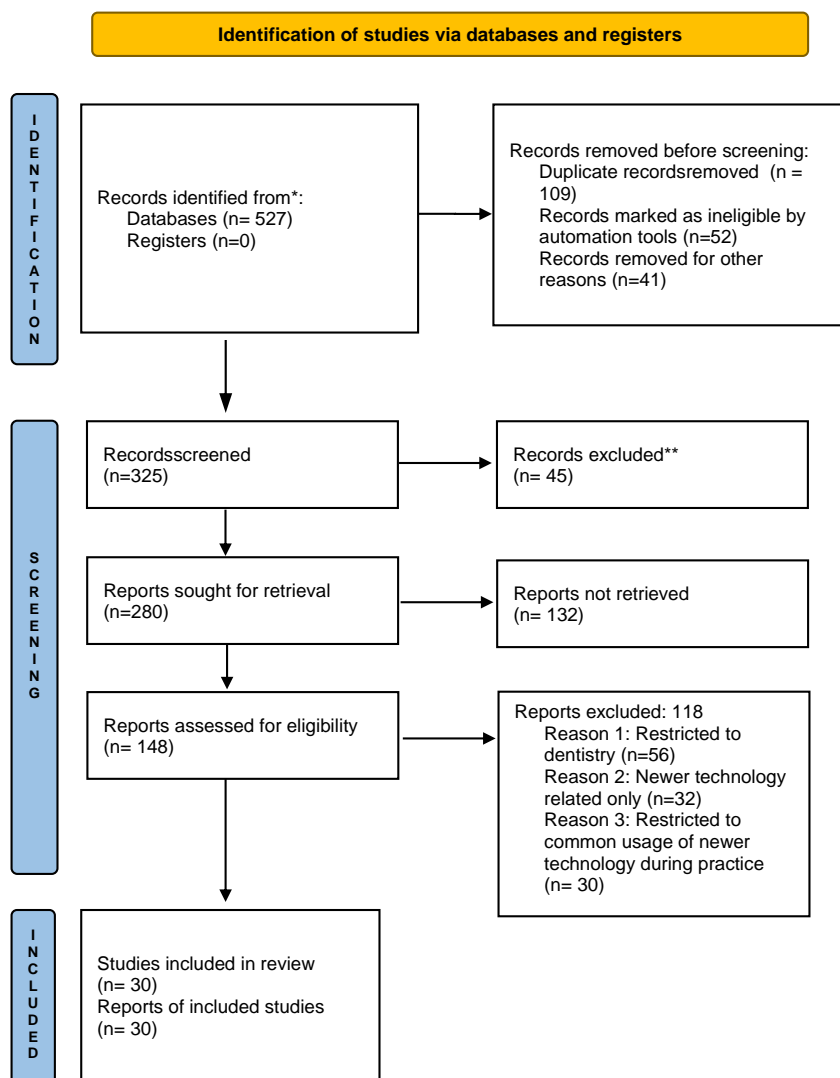 Identification of studies via databases and registers
IDENTIFICATION
Records identified from*:
Databases (n= 527)
Registers (n=0)
Records removed before screening:
Duplicate recordsremoved (n =
109)
Records marked as ineligible by
automation tools (n=52)
Records removed for other
reasons (n=41)
SCREENING
Recordsscreened
(n=325)
Records excluded**
(n= 45)
Reports sought for retrieval
(n=280)
Reports not retrieved
(n= 132)
Reports assessed for eligibility
(n= 148)
Reports excluded: 118
Reason 1: Restricted to
dentistry (n=56)
Reason 2: Newer technology
related only (n=32)
Reason 3: Restricted to
common usage of newer
technology during practice
(n= 30)
INCLUDED
Studies included in review
(n= 30)
Reports of included studies
(n= 30)